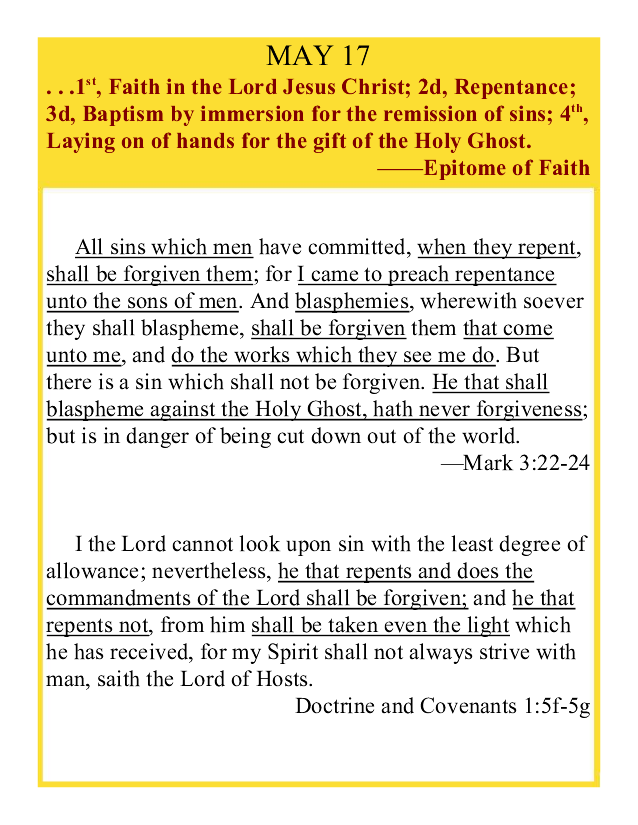 MAY 17
. . .1st, Faith in the Lord Jesus Christ; 2d, Repentance;
3d, Baptism by immersion for the remission of sins; 4th,
Laying on of hands for the gift of the Holy Ghost.
——Epitome of Faith
All sins which men have committed, when they repent,
shall be forgiven them; for I came to preach repentance
unto the sons of men. And blasphemies, wherewith soever
they shall blaspheme, shall be forgiven them that come
unto me, and do the works which they see me do. But
there is a sin which shall not be forgiven. He that shall
blaspheme against the Holy Ghost, hath never forgiveness;
but is in danger of being cut down out of the world.
—Mark 3:22-24
I the Lord cannot look upon sin with the least degree of
allowance; nevertheless, he that repents and does the
commandments of the Lord shall be forgiven; and he that
repents not, from him shall be taken even the light which
he has received, for my Spirit shall not always strive with
man, saith the Lord of Hosts.
Doctrine and Covenants 1:5f-5g